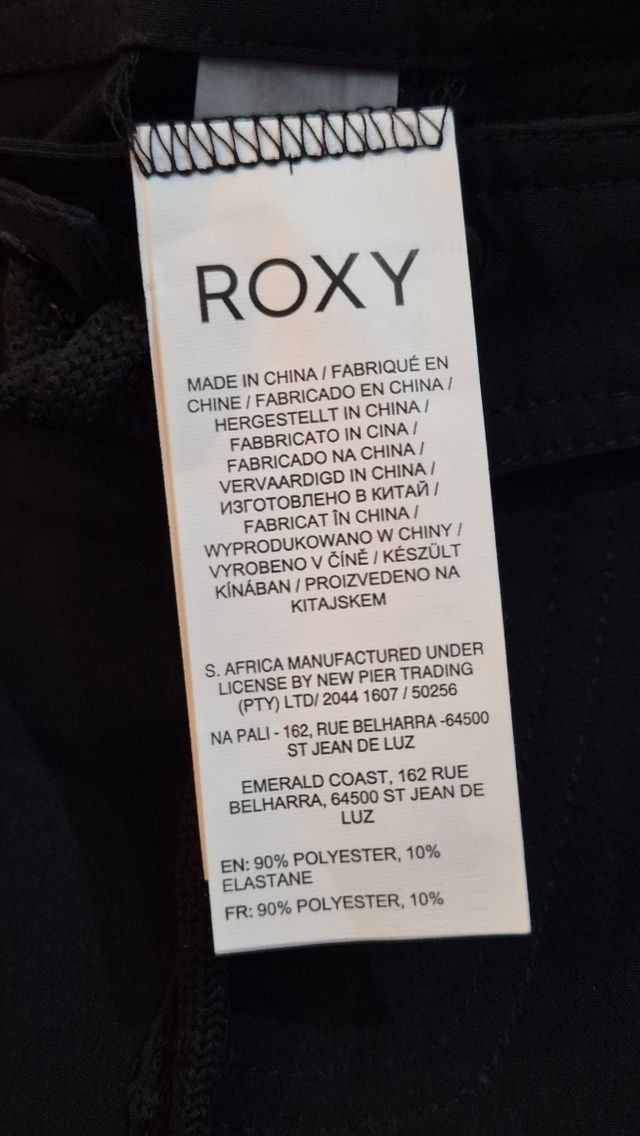 ROXY
MADE IN CHINA / FABRIQUÉ EN
CHINE / FABRICADO EN CHINA /
HERGESTELLT IN CHINA /
FABBRICATO IN CINA /
FABRICADO NA CHINA /
VERVAARDIGD IN CHINA /
ИЗГОТОВЛЕНО В КИТАЙ /
FABRICAT ÎN CHINA /
WYPRODUKOWANO W CHINY /
VYROBENO V ČÍNĚ / KÉSZÜLT
KÍNÁBAN / PROIZVEDENO NA
KITAJSKEM
S. AFRICA MANUFACTURED UNDER
LICENSE BY NEW PIER TRADING
(PTY) LTD/ 2044 1607 / 50256
NA PALI - 162, RUE BELHARRA -64500
ST JEAN DE LUZ
EMERALD COAST, 162 RUE
BELHARRA, 64500 ST JEAN DE
LUZ
EN: 90% POLYESTER, 10%
ELASTANE
FR: 90% POLYESTER, 10%